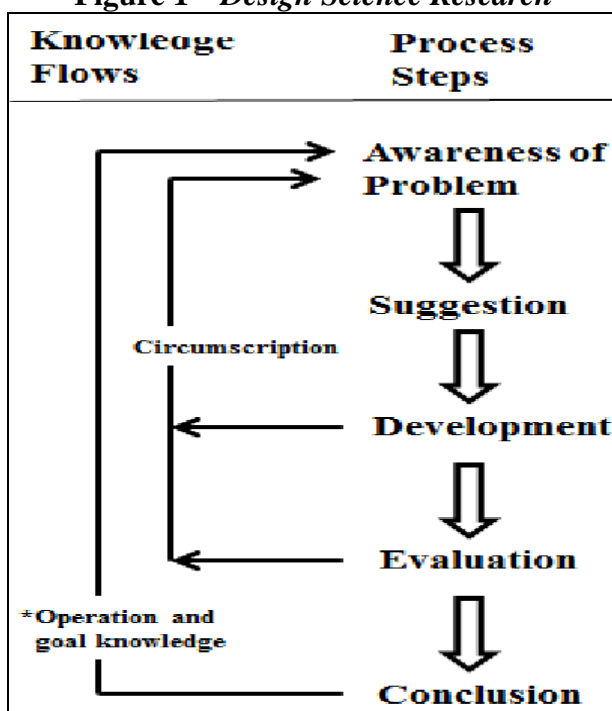 Figure 1 - Design Science Research
Knowledge
Flows
Process
Steps
Awareness of
Problem
Suggestion
Circumscription
Development
Evaluation
*Operation and
goal knowledge
Conclusion